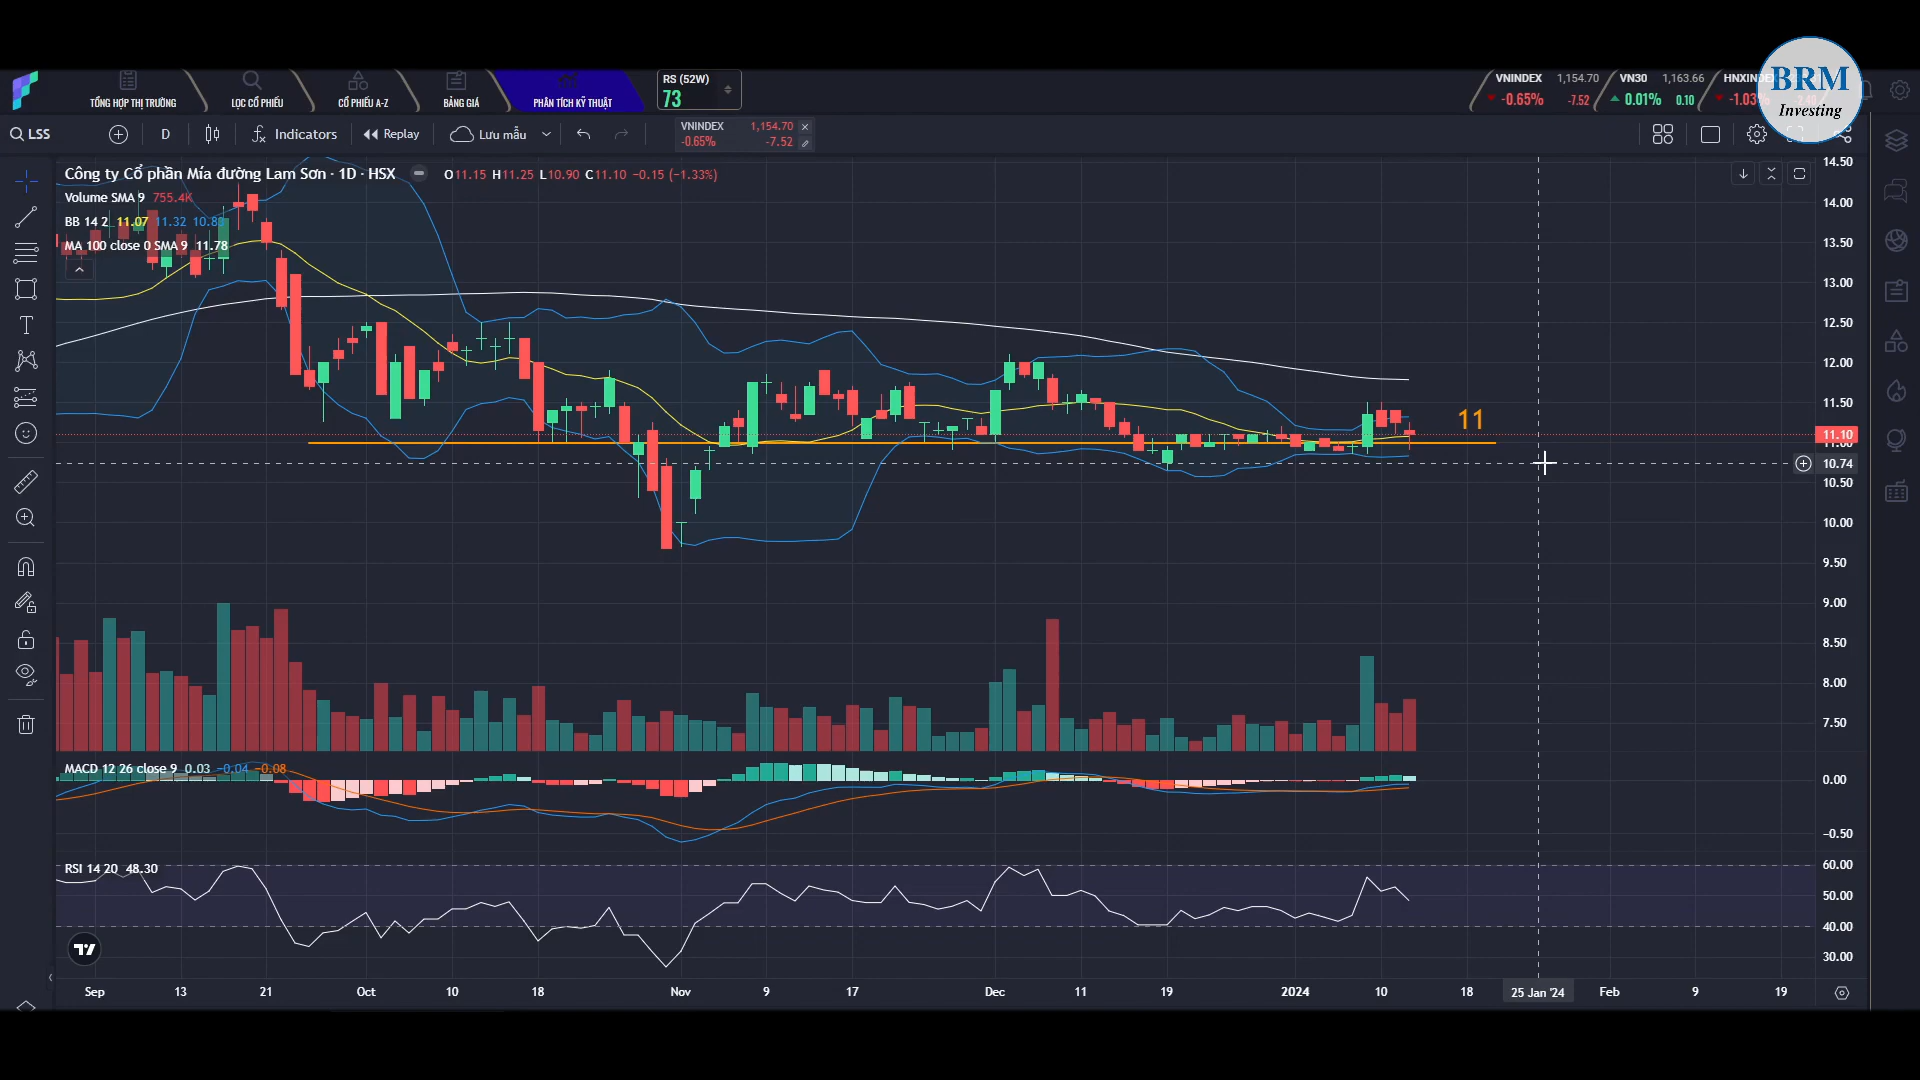 TỔNG HỢP THỊ TRƯỜNG
LỌC CỔ PHIẾU
CỔ PHIẾU A-Z
BẢNG GIÁ
PHÂN TÍCH KỸ THUẬT
RS (52W)
73
VNINDEX 1,154.70
-0.65% -7.52
VN30 1,163.66
0.01% 0.10
HNXINDEX
-1.03%
BRM
Investing
LSS
D
Indicators
Replay
Lưu mẫu
VNINDEX 1,154.70
-0.65% -7.52
Công ty Cổ phần Mía đường Lam Sơn · 1D · HSX
O11.15 H11.25 L10.90 C11.10 −0.15 (−1.33%)
Volume SMA 9 755.4K
BB 14 2 11.07 11.32 10.83
MA 100 close 0 SMA 9 11.78
11
14.50
14.00
13.50
13.00
12.50
12.00
11.50
11.10
11.00
10.74
10.50
10.00
9.50
9.00
8.50
8.00
7.50
MACD 12 26 close 9 0.03 −0.04 −0.08
0.00
−0.50
RSI 14 20 48.30
60.00
50.00
40.00
30.00
Sep 13 21 Oct 10 18 Nov 9 17 Dec 11 19 2024 10 18 25 Jan '24 Feb 9 19